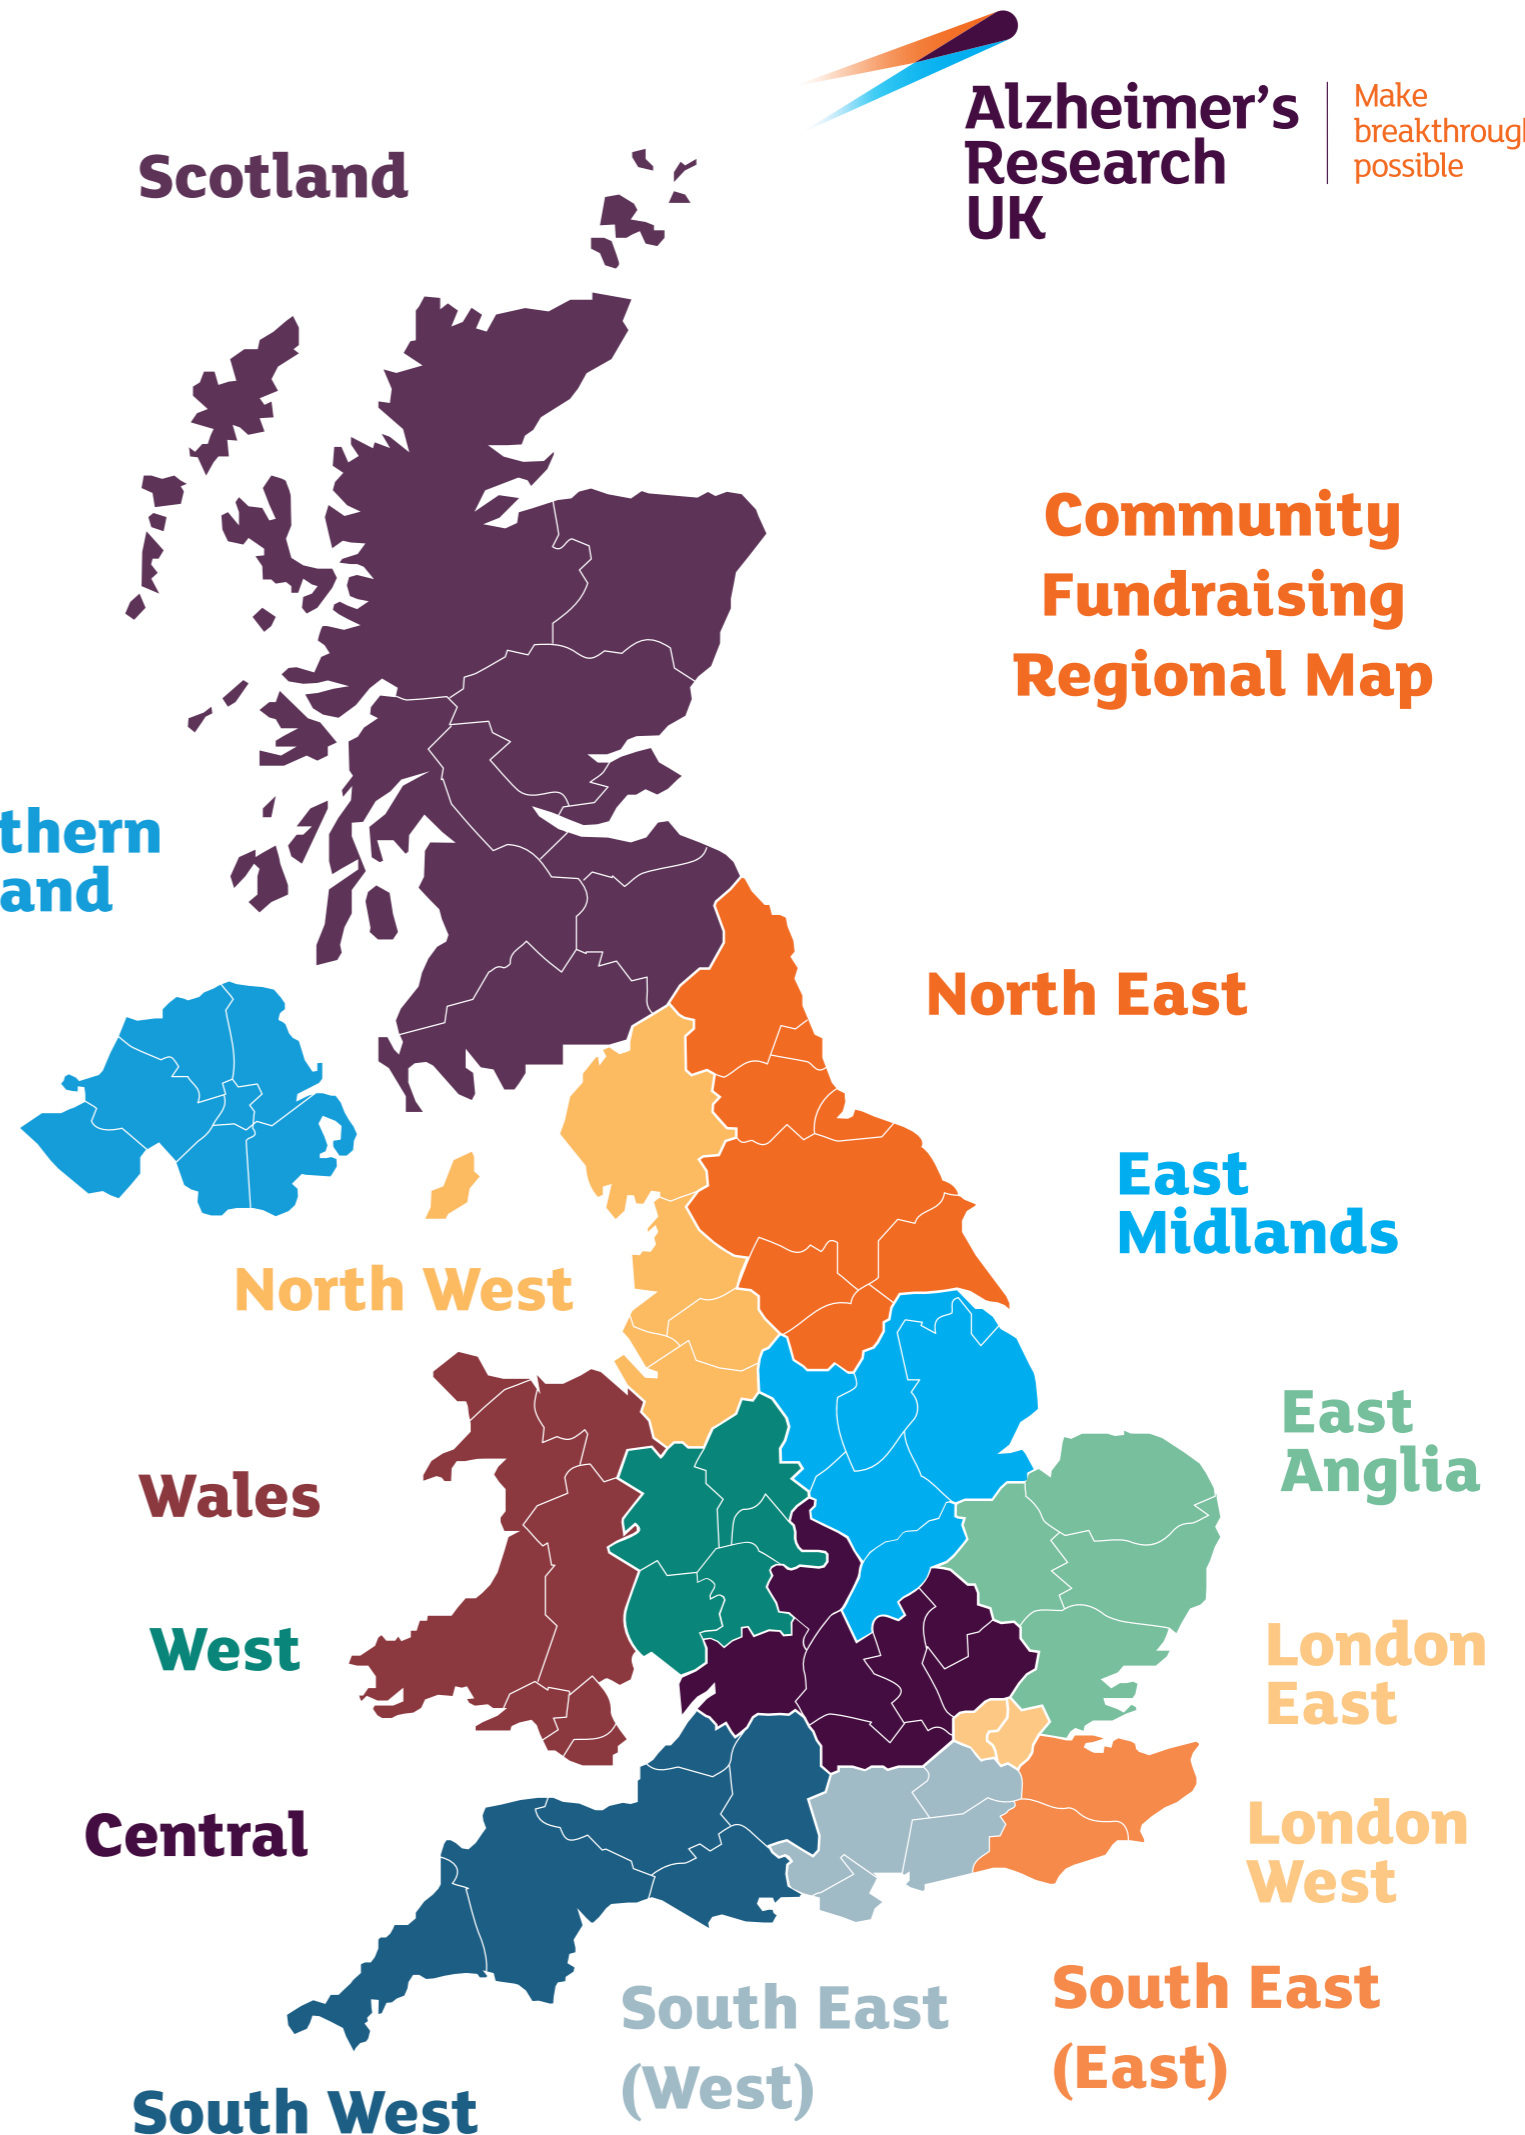 Alzheimer's
Research
UK
Make
breakthrough
possible
Scotland
Community
Fundraising
Regional Map
thern
and
North East
East
Midlands
North West
East
Anglia
Wales
West
London
East
Central
London
West
South East
(East)
South East
(West)
South West